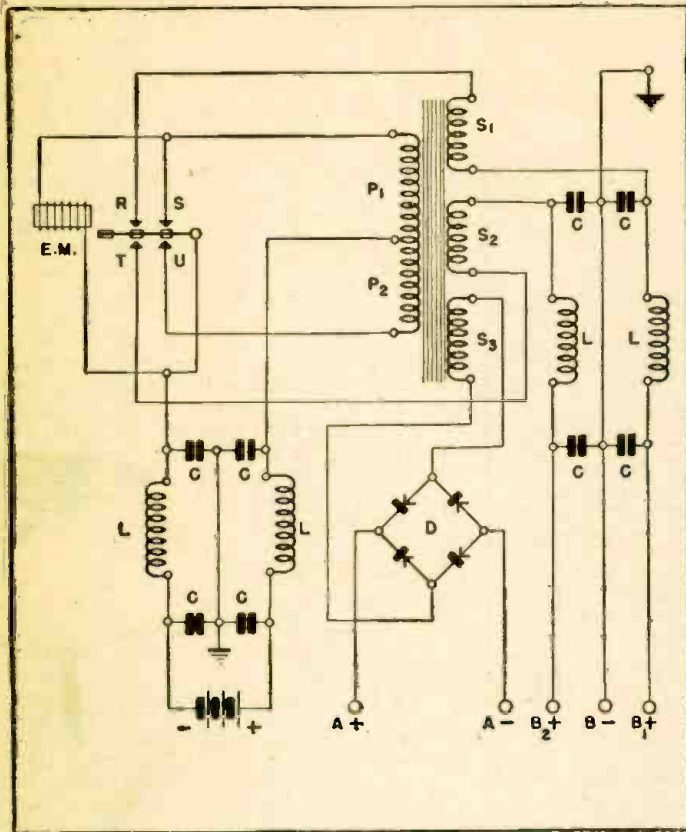 S1
P1
R S
C C
E.M.
S2
T U
P2
S3
L L
C C
C C
L L
D
C C
- +
A+ A- B2+ B- B1+